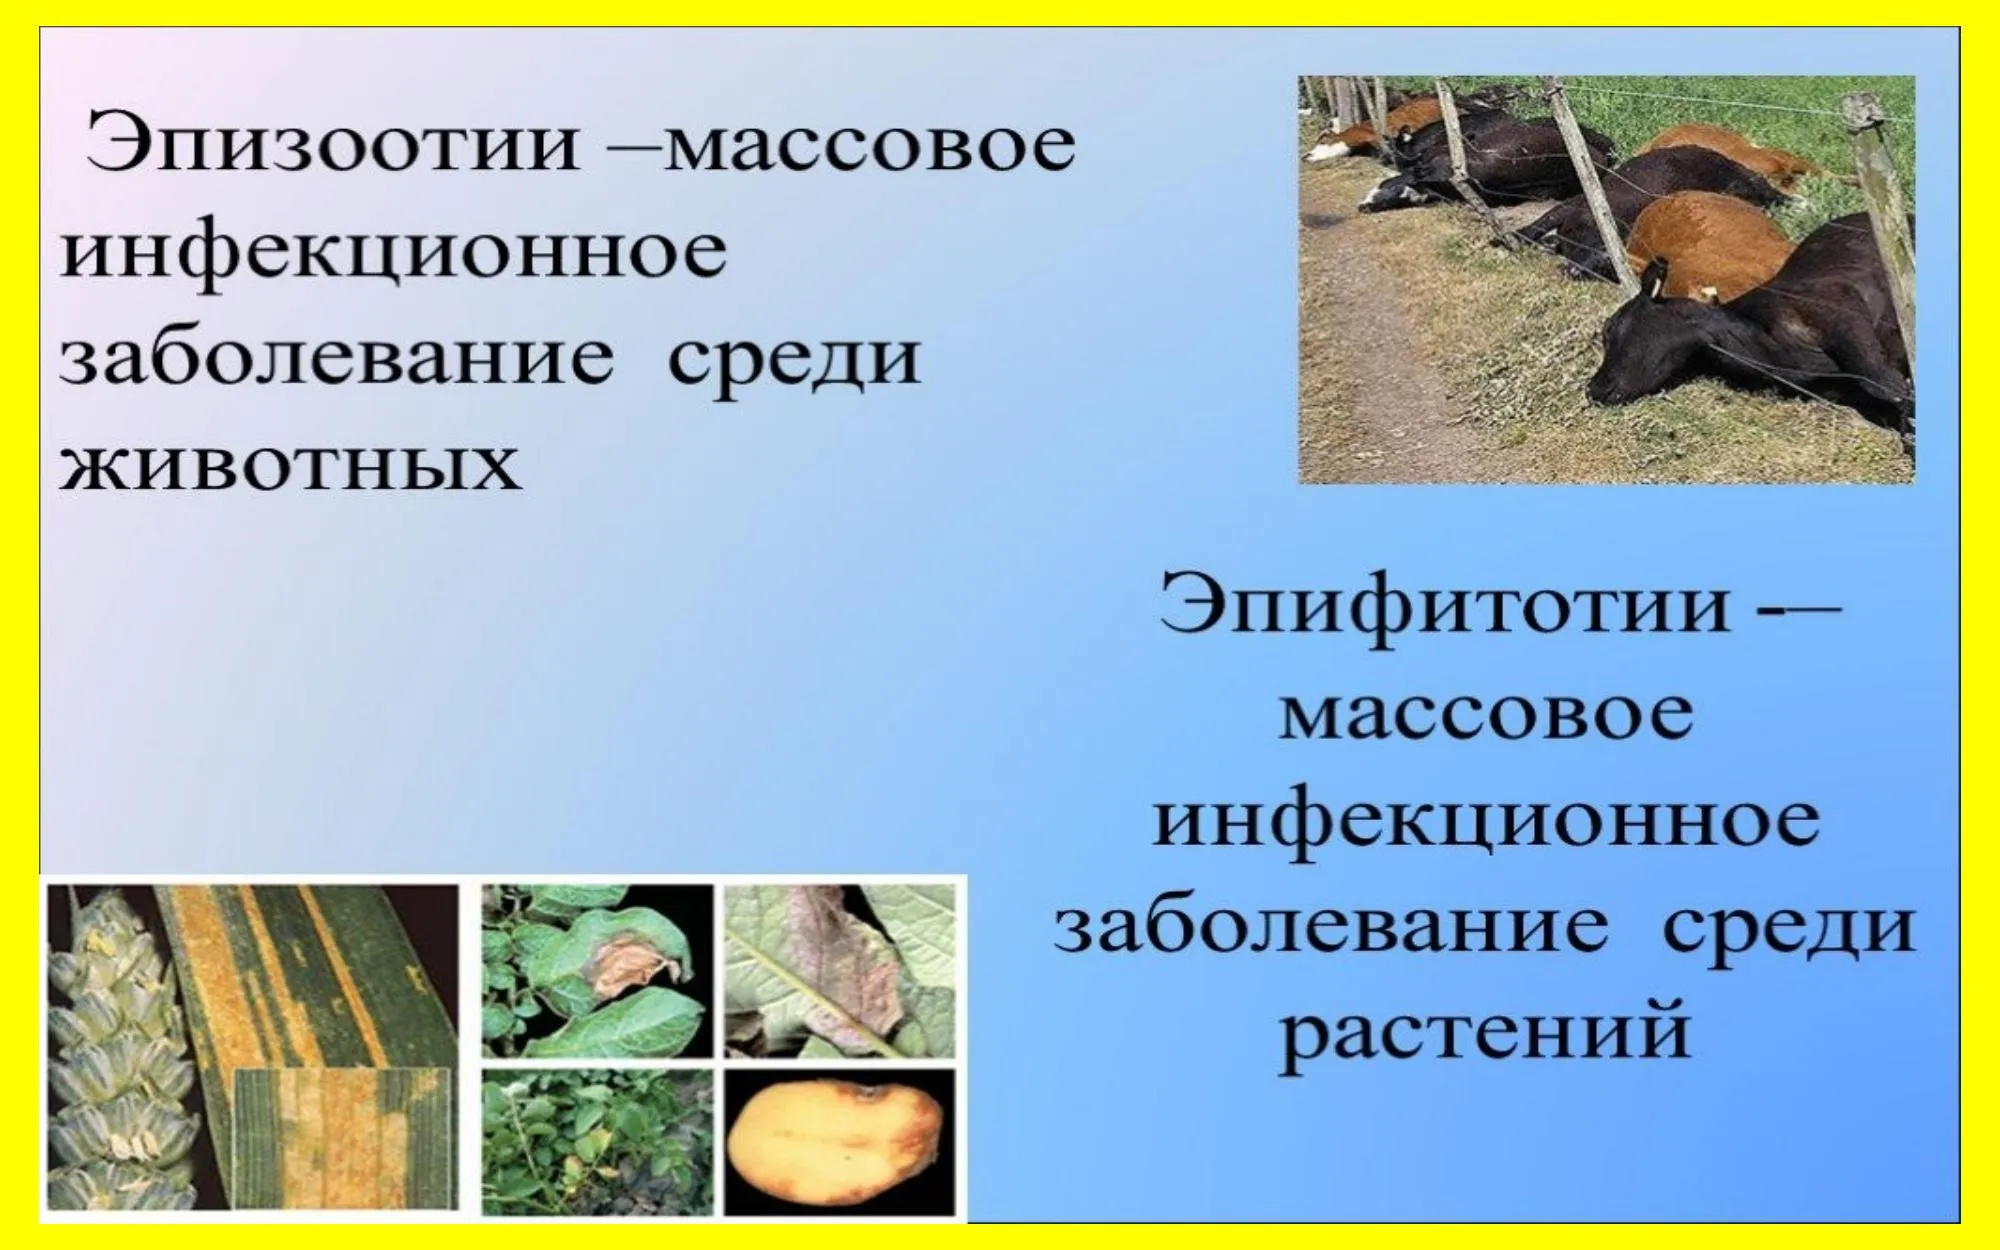 Эпизоотии –массовое
инфекционное
заболевание среди
животных
Эпифитотии -–
массовое
инфекционное
заболевание среди
растений